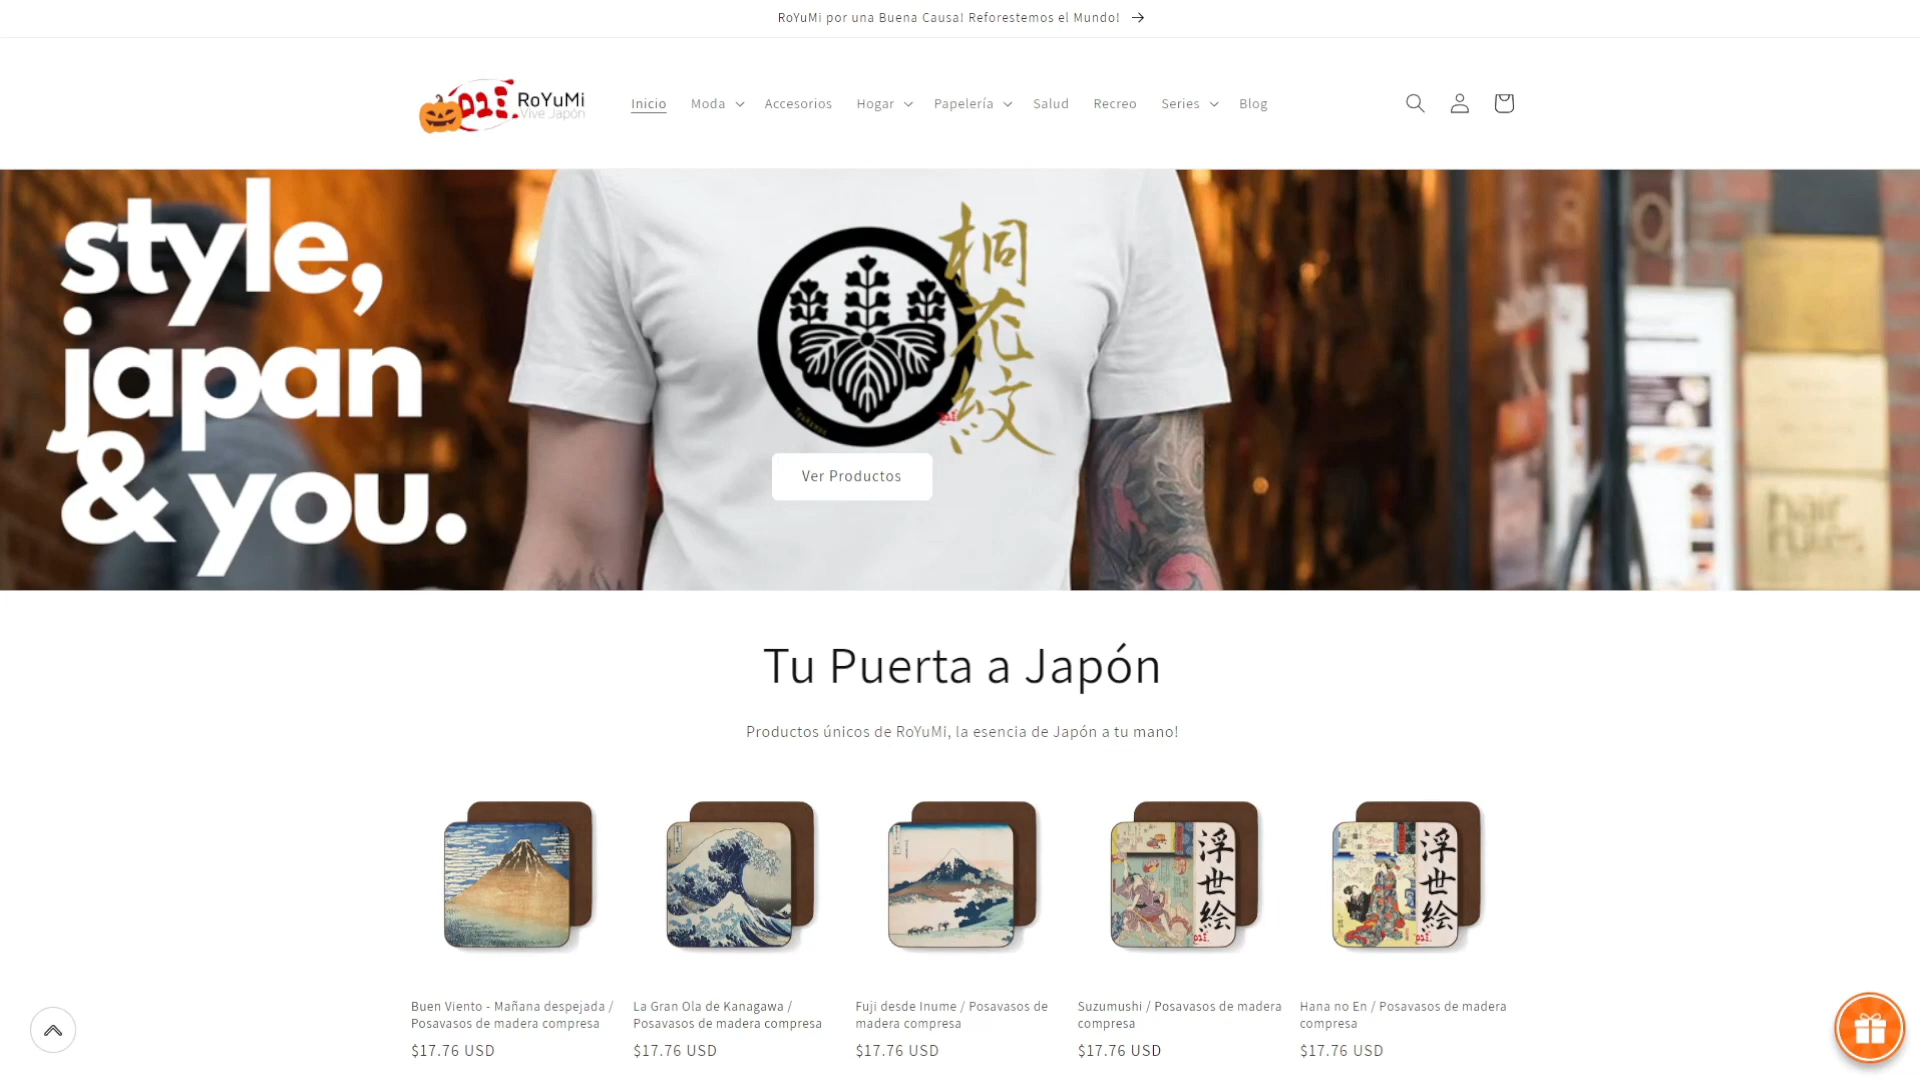 RoYuMi por una Buena Causa! Reforestemos el Mundo!
RoYuMi
Vive Japón
Inicio
Moda
Accesorios
Hogar
Papelería
Salud
Recreo
Series
Blog
style,
japan
& you.
桐花紋
Ver Productos
Tu Puerta a Japón
Productos únicos de RoYuMi, la esencia de Japón a tu mano!
浮世絵
浮世絵
Buen Viento - Mañana despejada /
Posavasos de madera compresa
$17.76 USD
La Gran Ola de Kanagawa /
Posavasos de madera compresa
$17.76 USD
Fuji desde Inume / Posavasos de
madera compresa
$17.76 USD
Suzumushi / Posavasos de madera
compresa
$17.76 USD
Hana no En / Posavasos de madera
compresa
$17.76 USD